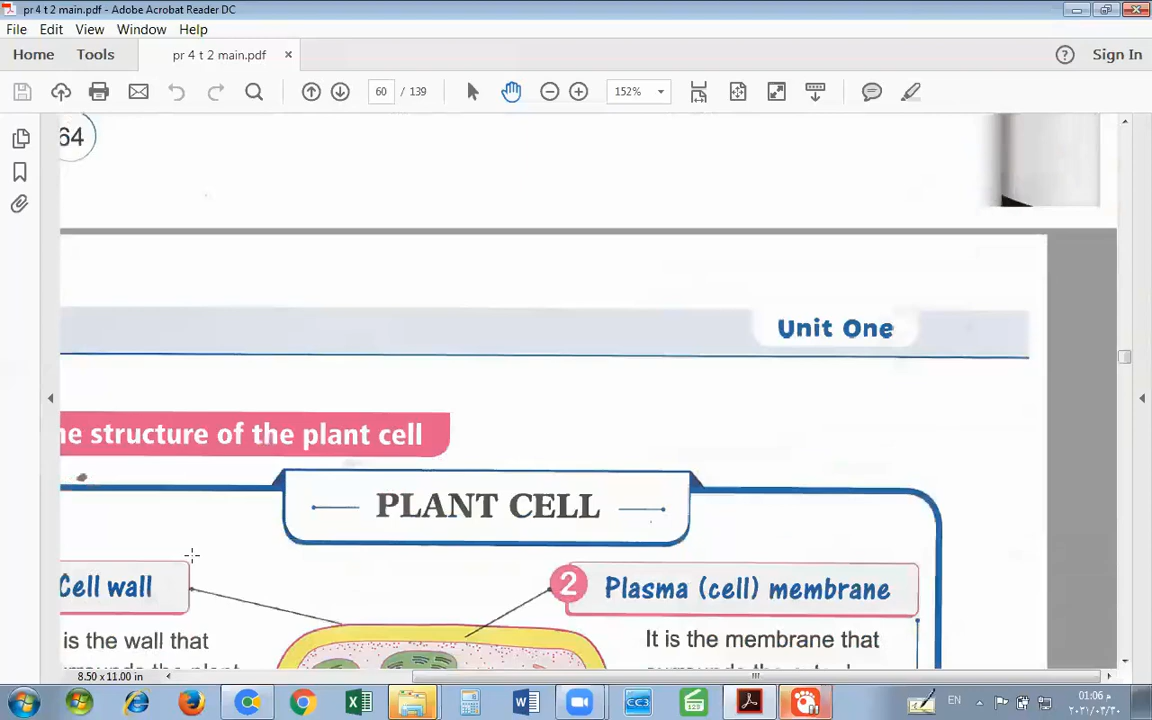 pr 4 t 2 main.pdf - Adobe Acrobat Reader DC
File Edit View Window Help
Home Tools pr 4 t 2 main.pdf × ? Sign In
60 / 139 152%
64
Unit One
he structure of the plant cell
PLANT CELL
Cell wall
2 Plasma (cell) membrane
is the wall that
It is the membrane that
8.50 x 11.00 in
EN
01:06 م
٢٠٢١/٠٣/٣٠